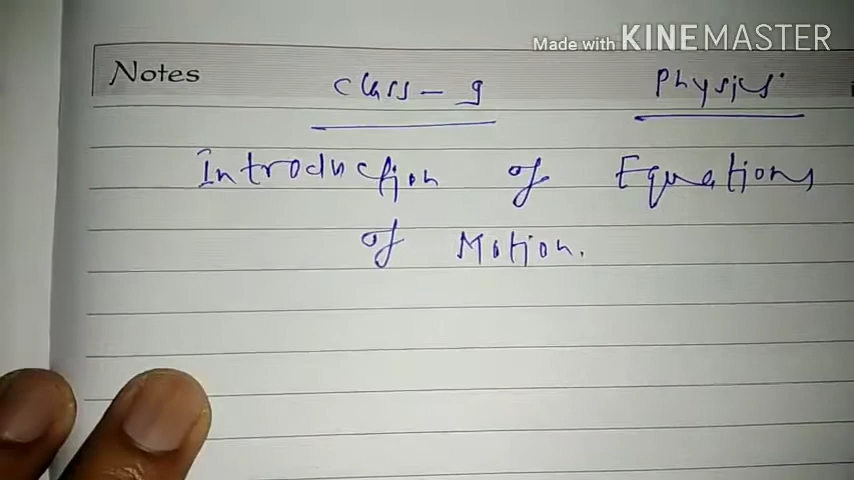 Made with KINEMASTER
Notes
Class - 9 Physics
Introduction of Equations
of Motion.